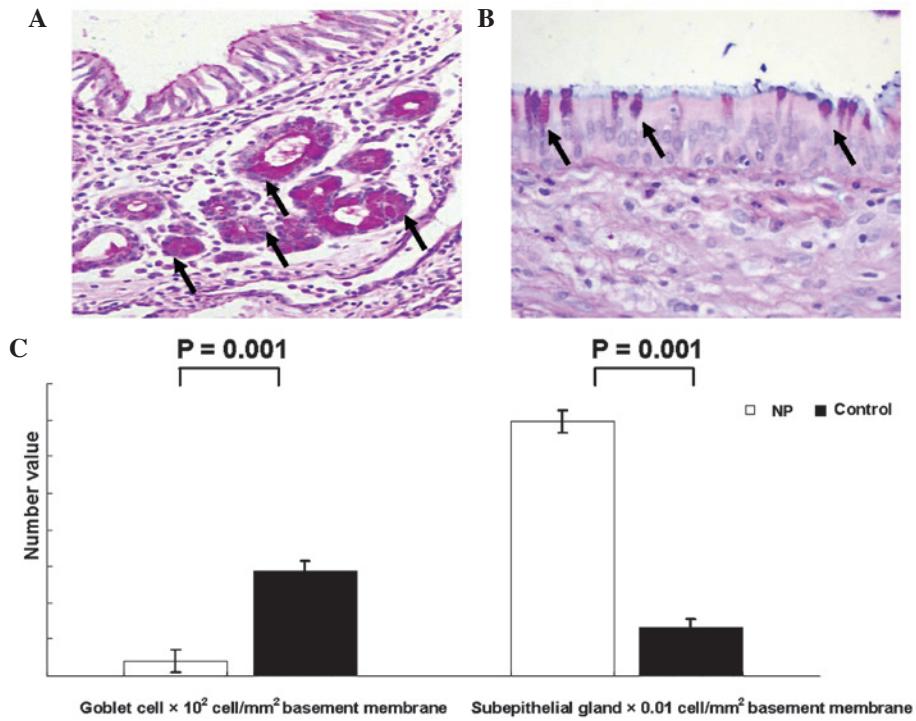 A
B
C
P = 0.001
P = 0.001
NP
Control
Number value
Goblet cell × 10² cell/mm² basement membrane
Subepithelial gland × 0.01 cell/mm² basement membrane